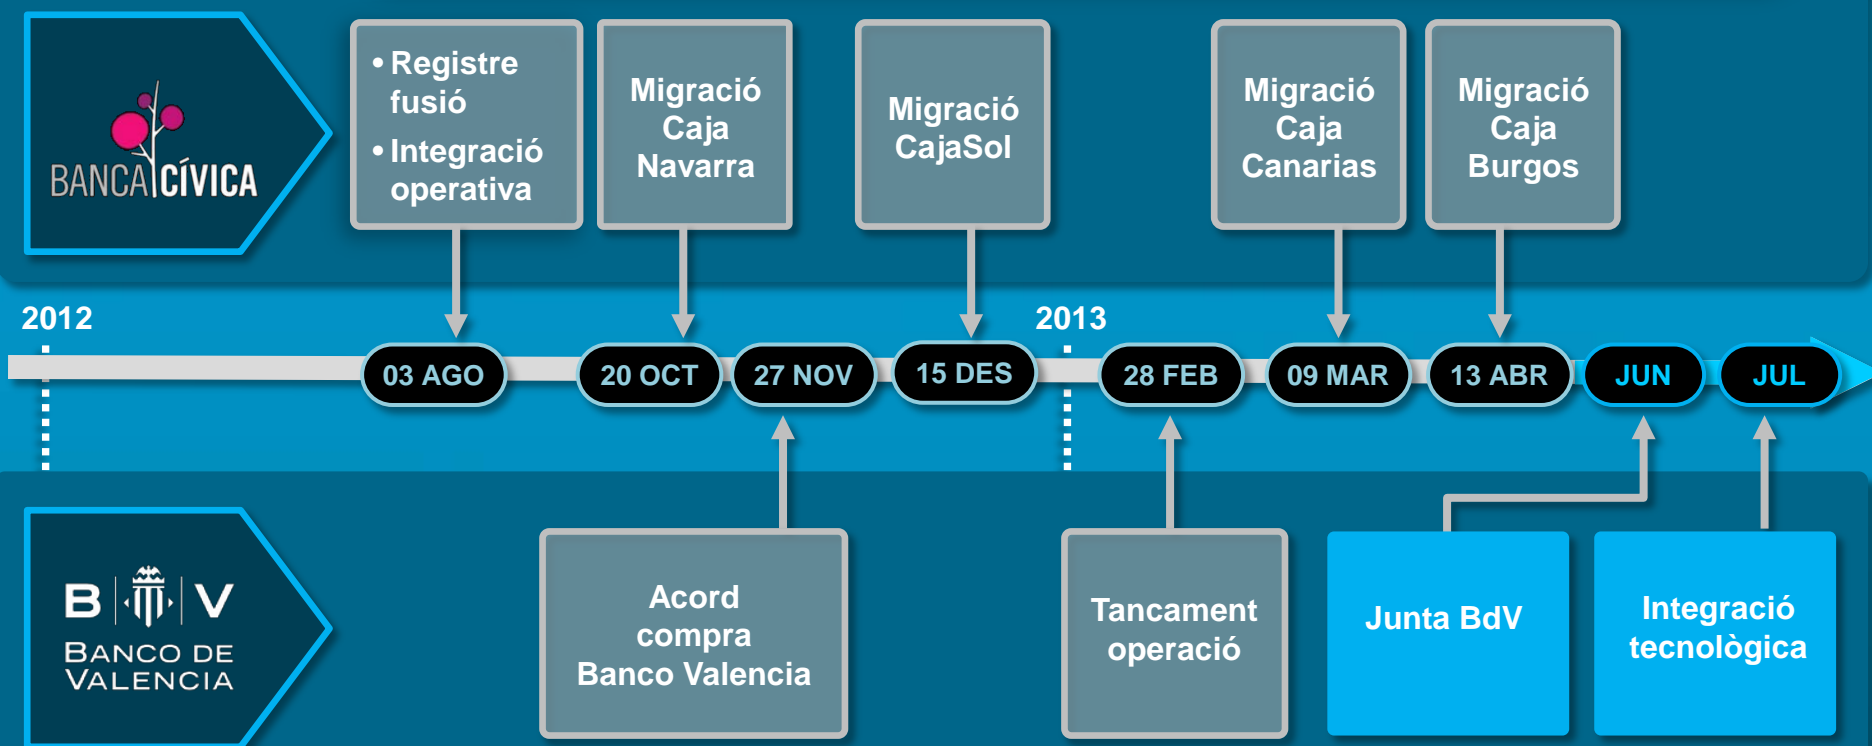 BANCA CÍVICA
• Registre
fusió
• Integració
operativa
Migració
Caja
Navarra
Migració
CajaSol
Migració
Caja
Canarias
Migració
Caja
Burgos
2012
2013
03 AGO
20 OCT
27 NOV
15 DES
28 FEB
09 MAR
13 ABR
JUN
JUL
B V
BANCO DE
VALENCIA
Acord
compra
Banco Valencia
Tancament
operació
Junta BdV
Integració
tecnològica